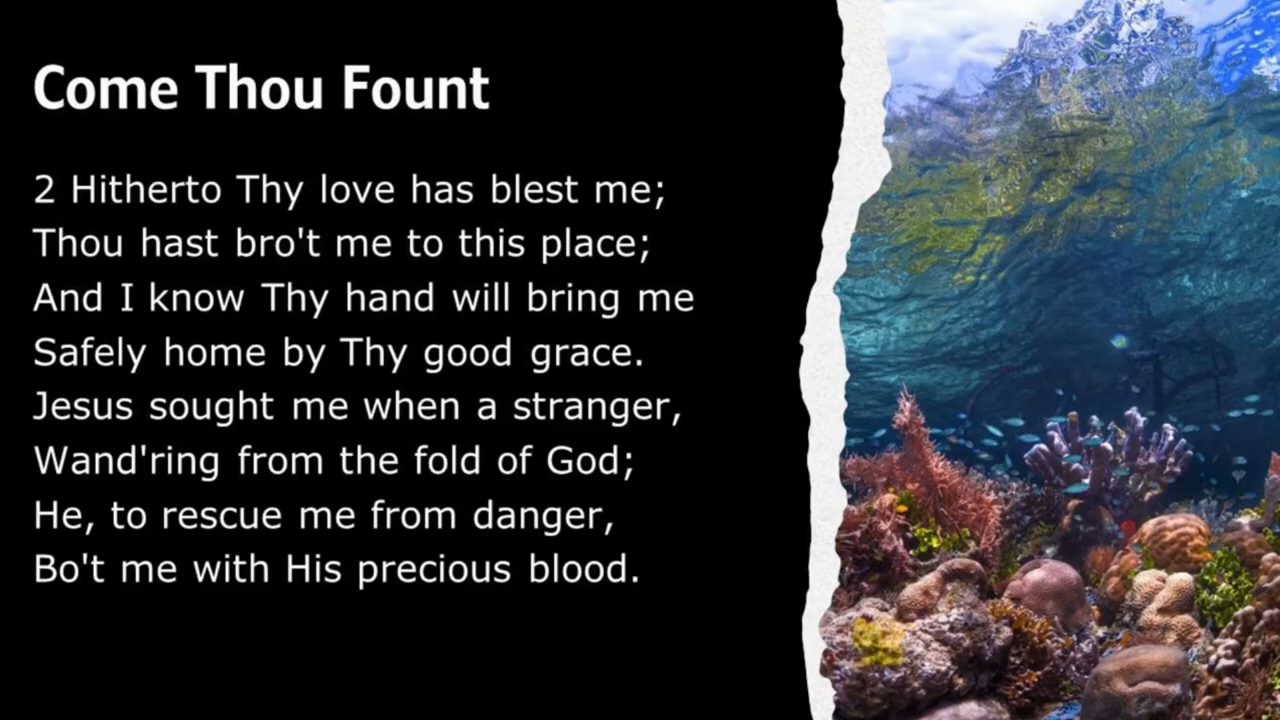 Come Thou Fount
2 Hitherto Thy love has blest me;
Thou hast bro't me to this place;
And I know Thy hand will bring me
Safely home by Thy good grace.
Jesus sought me when a stranger,
Wand'ring from the fold of God;
He, to rescue me from danger,
Bo't me with His precious blood.